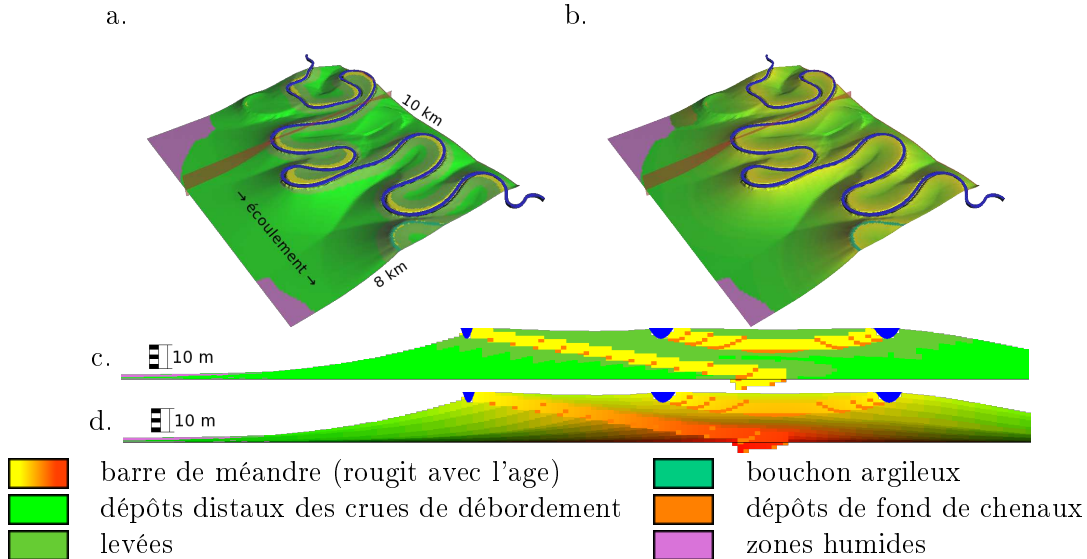 a.
b.
10 km
→ écoulement →
8 km
c.
10 m
d.
10 m
barre de méandre (rougit avec l'age)
bouchon argileux
dépôts distaux des crues de débordement
dépôts de fond de chenaux
levées
zones humides